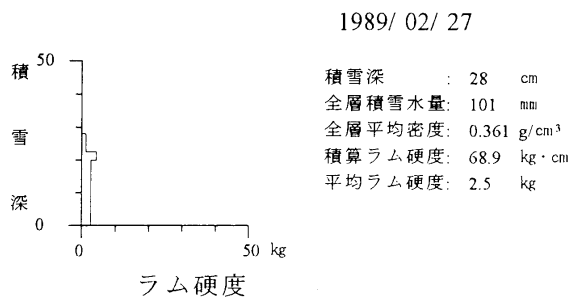 1989/ 02/ 27
積雪深 : 28 cm
全層積雪水量: 101 mm
全層平均密度: 0.361 g/cm³
積算ラム硬度: 68.9 kg・cm
平均ラム硬度: 2.5 kg
50
積
雪
深
0
0 50 kg
ラム硬度